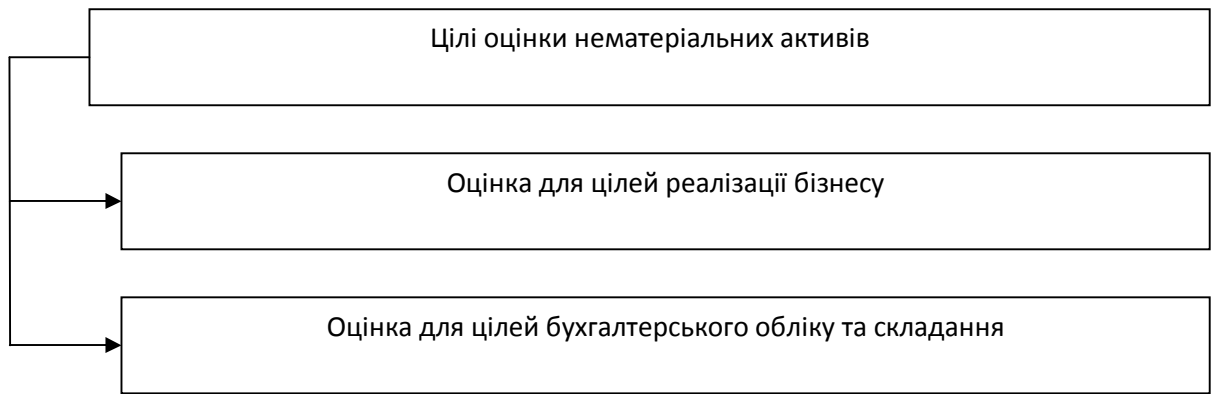 Цілі оцінки нематеріальних активів
Оцінка для цілей реалізації бізнесу
Оцінка для цілей бухгалтерського обліку та складання